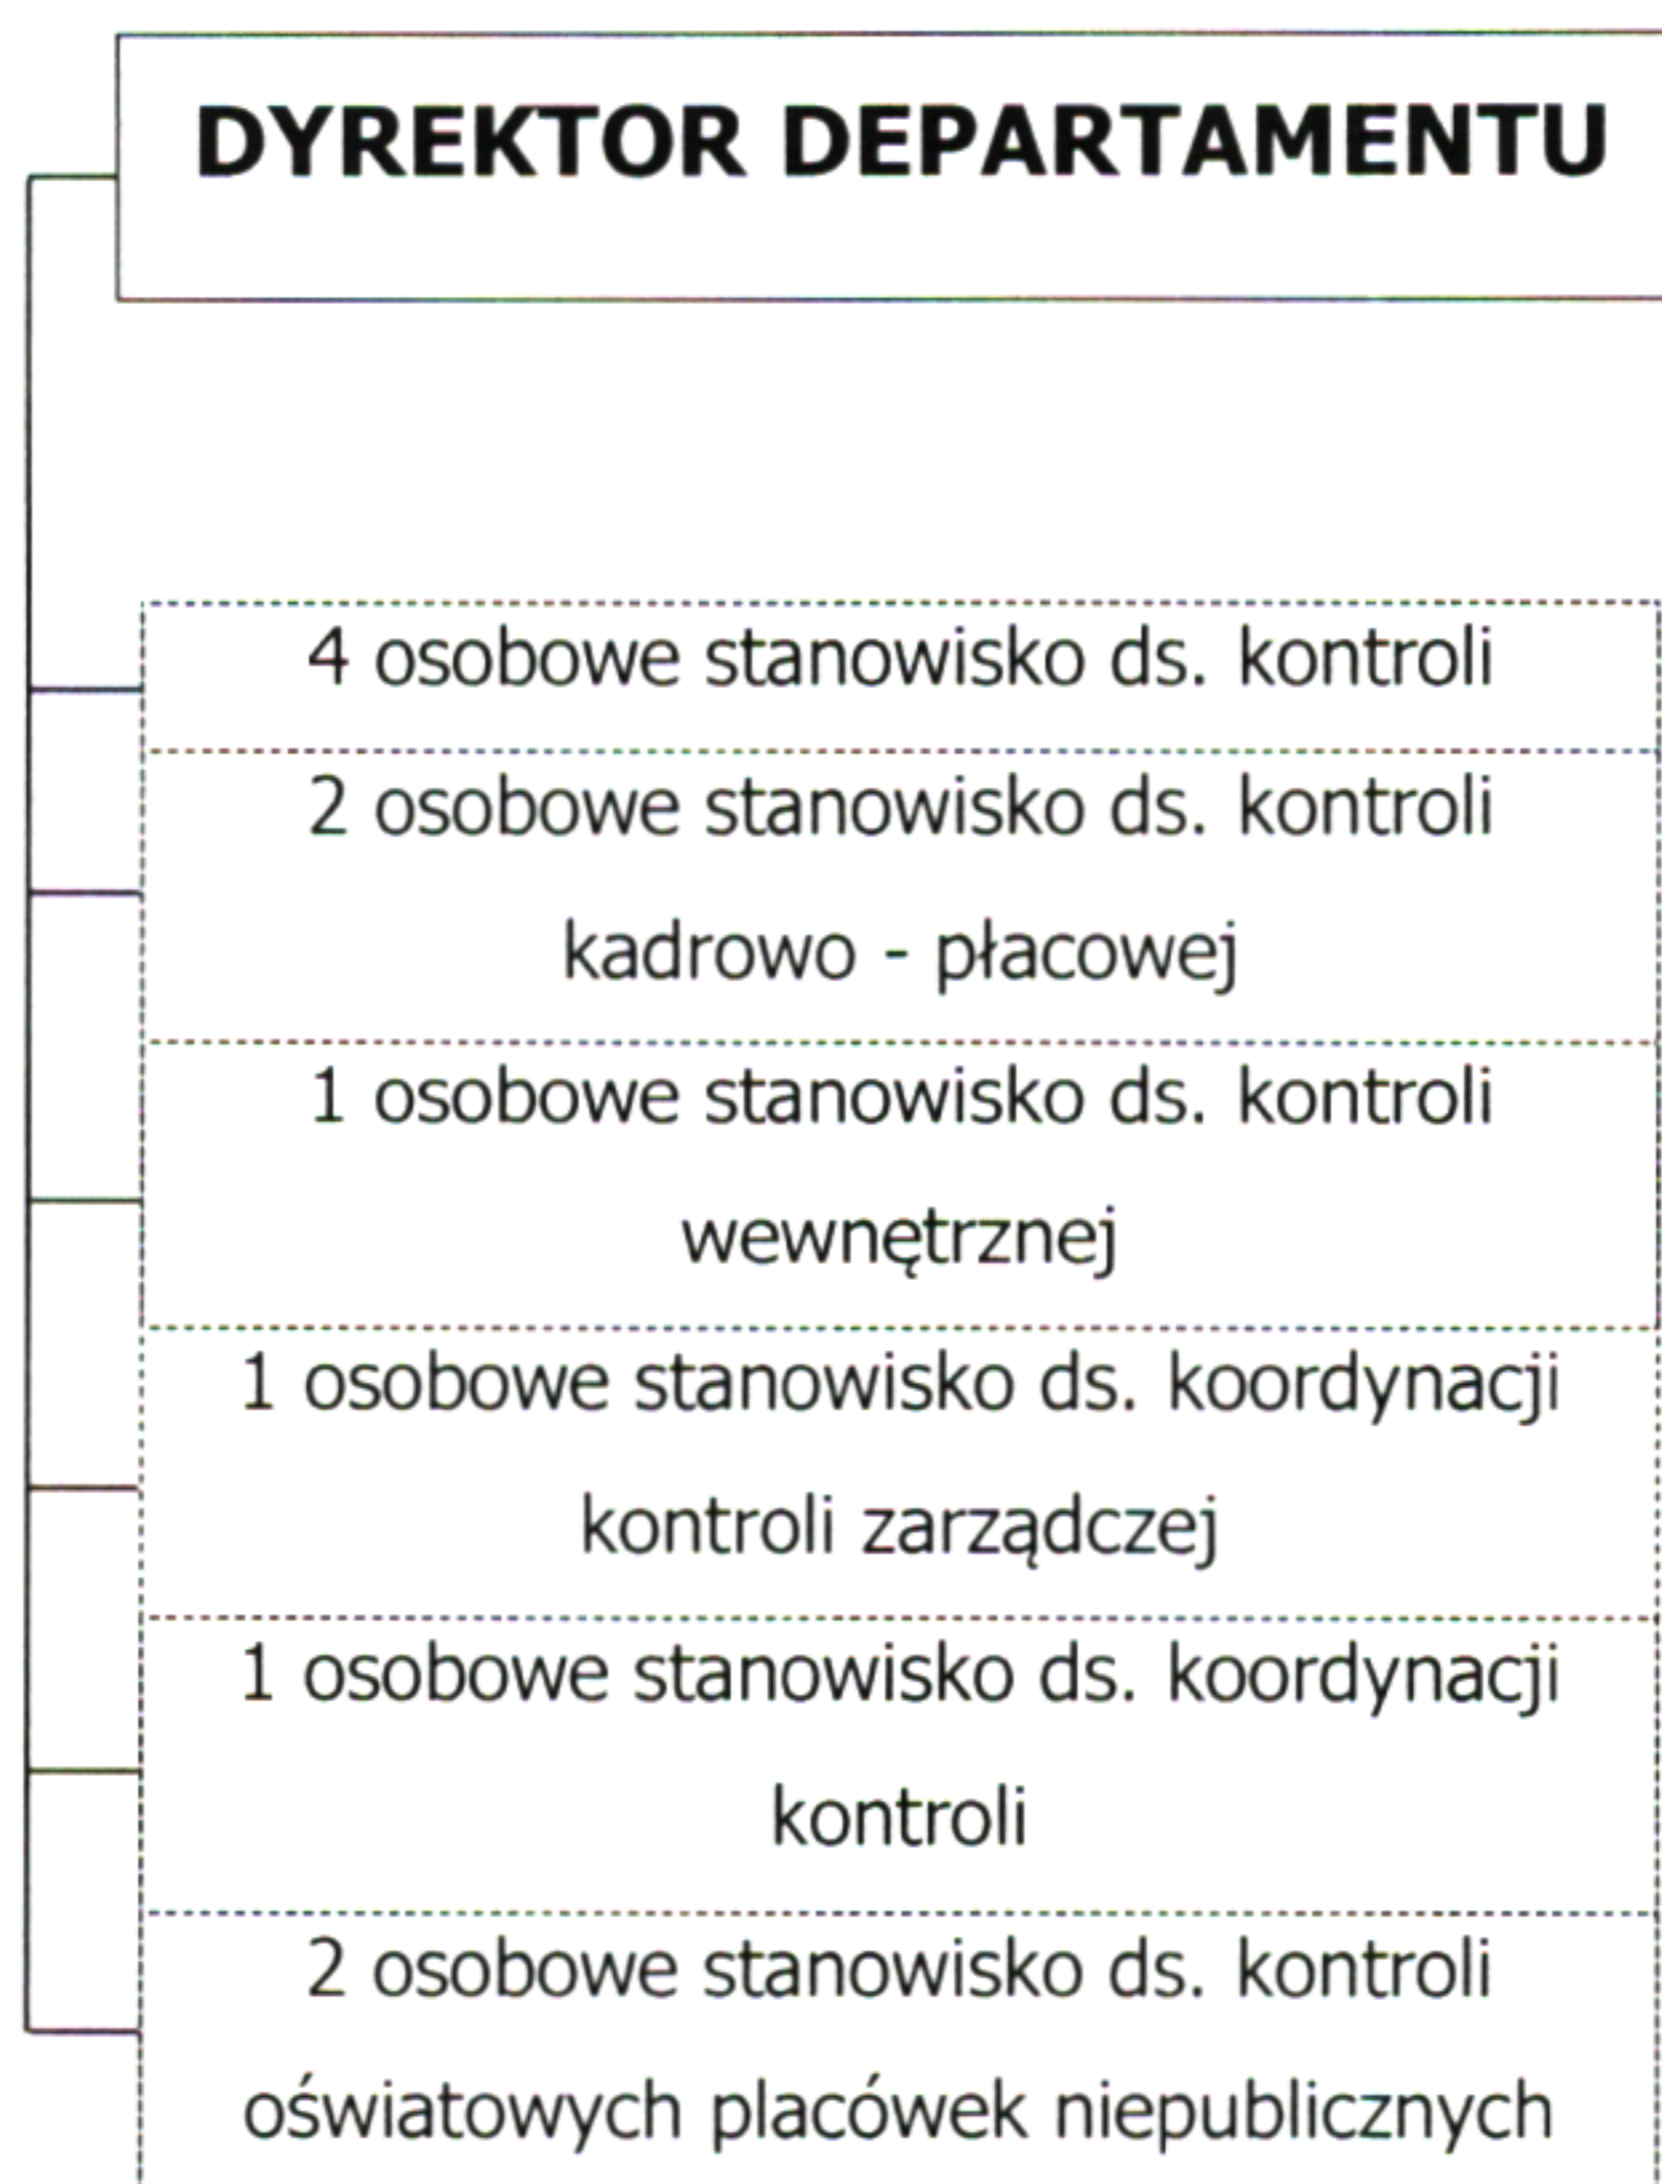 DYREKTOR DEPARTAMENTU
4 osobowe stanowisko ds. kontroli
2 osobowe stanowisko ds. kontroli
kadrowo - płacowej
1 osobowe stanowisko ds. kontroli
wewnętrznej
1 osobowe stanowisko ds. koordynacji
kontroli zarządczej
1 osobowe stanowisko ds. koordynacji
kontroli
2 osobowe stanowisko ds. kontroli
oświatowych placówek niepublicznych